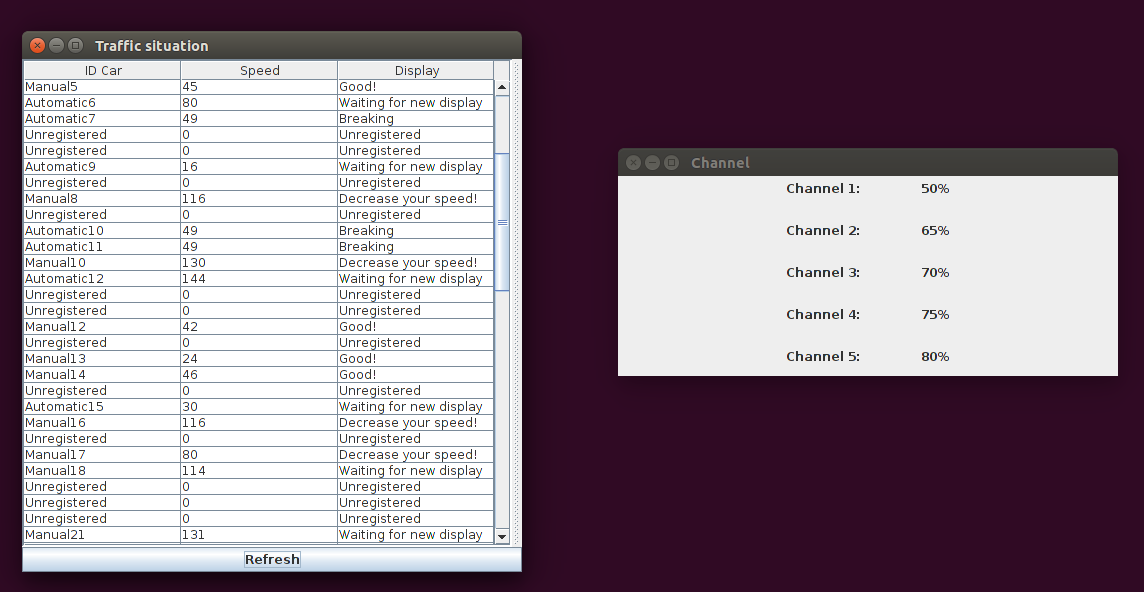 Traffic situation
ID Car Speed Display
Manual5 45 Good!
Automatic6 80 Waiting for new display
Automatic7 49 Breaking
Unregistered 0 Unregistered
Unregistered 0 Unregistered
Automatic9 16 Waiting for new display
Unregistered 0 Unregistered
Manual8 116 Decrease your speed!
Unregistered 0 Unregistered
Automatic10 49 Breaking
Automatic11 49 Breaking
Manual10 130 Decrease your speed!
Automatic12 144 Waiting for new display
Unregistered 0 Unregistered
Unregistered 0 Unregistered
Manual12 42 Good!
Unregistered 0 Unregistered
Manual13 24 Good!
Manual14 46 Good!
Unregistered 0 Unregistered
Automatic15 30 Waiting for new display
Manual16 116 Decrease your speed!
Unregistered 0 Unregistered
Manual17 80 Decrease your speed!
Manual18 114 Waiting for new display
Unregistered 0 Unregistered
Unregistered 0 Unregistered
Unregistered 0 Unregistered
Manual21 131 Waiting for new display
Refresh
Channel
Channel 1: 50%
Channel 2: 65%
Channel 3: 70%
Channel 4: 75%
Channel 5: 80%